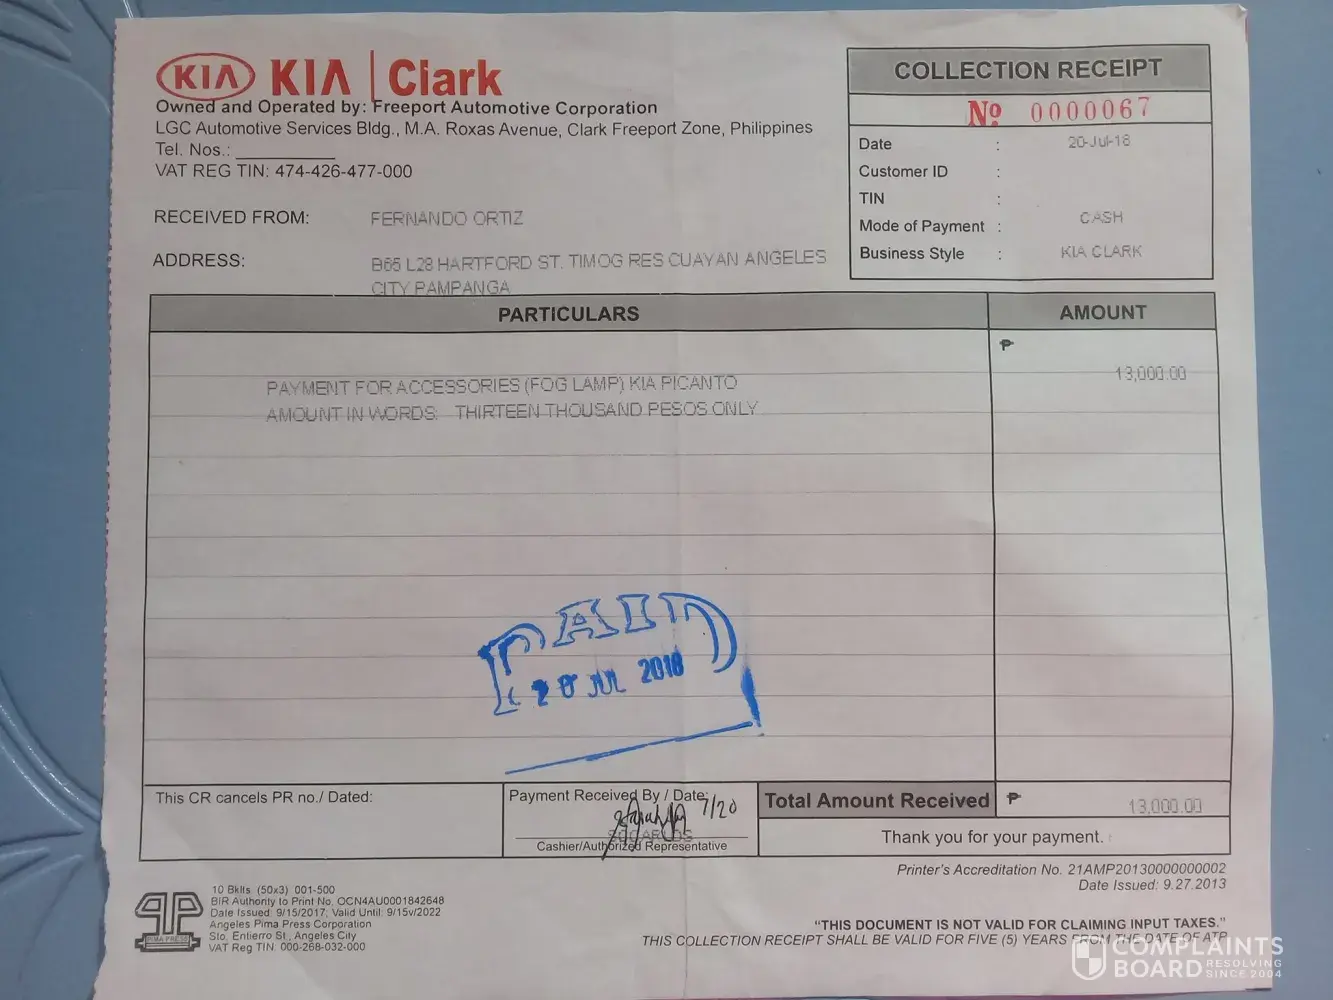 KIA KIA | Clark
Owned and Operated by: Freeport Automotive Corporation
LGC Automotive Services Bldg., M.A. Roxas Avenue, Clark Freeport Zone, Philippines
Tel. Nos.:
VAT REG TIN: 474-426-477-000
COLLECTION RECEIPT
Nº 0000067
Date : 20-Jul-18
Customer ID :
TIN :
Mode of Payment : CASH
Business Style : KIA CLARK
RECEIVED FROM: FERNANDO ORTIZ
ADDRESS: B65 L28 HARTFORD ST. TIMOG RES CUAYAN ANGELES
CITY PAMPANGA
PARTICULARS AMOUNT
₱
PAYMENT FOR ACCESSORIES (FOG LAMP) KIA PICANTO 13,000.00
AMOUNT IN WORDS: THIRTEEN THOUSAND PESOS ONLY
PAID
20 JUL 2018
This CR cancels PR no./ Dated:
Payment Received By / Date:
7/20
Cashier/Authorized Representative
Total Amount Received ₱ 13,000.00
Thank you for your payment.
Printer's Accreditation No. 21AMP20130000000002
Date Issued: 9.27.2013
PIMA PRESS
10 Bklts (50x3) 001-500
BIR Authority to Print No. OCN4AU0001842648
Date Issued: 9/15/2017; Valid Until: 9/15v/2022
Angeles Pima Press Corporation
Sto. Entierro St., Angeles City
VAT Reg TIN: 000-268-032-000
"THIS DOCUMENT IS NOT VALID FOR CLAIMING INPUT TAXES."
THIS COLLECTION RECEIPT SHALL BE VALID FOR FIVE (5) YEARS FROM THE DATE OF ATP
COMPLAINTS
BOARD RESOLVING
SINCE 2004